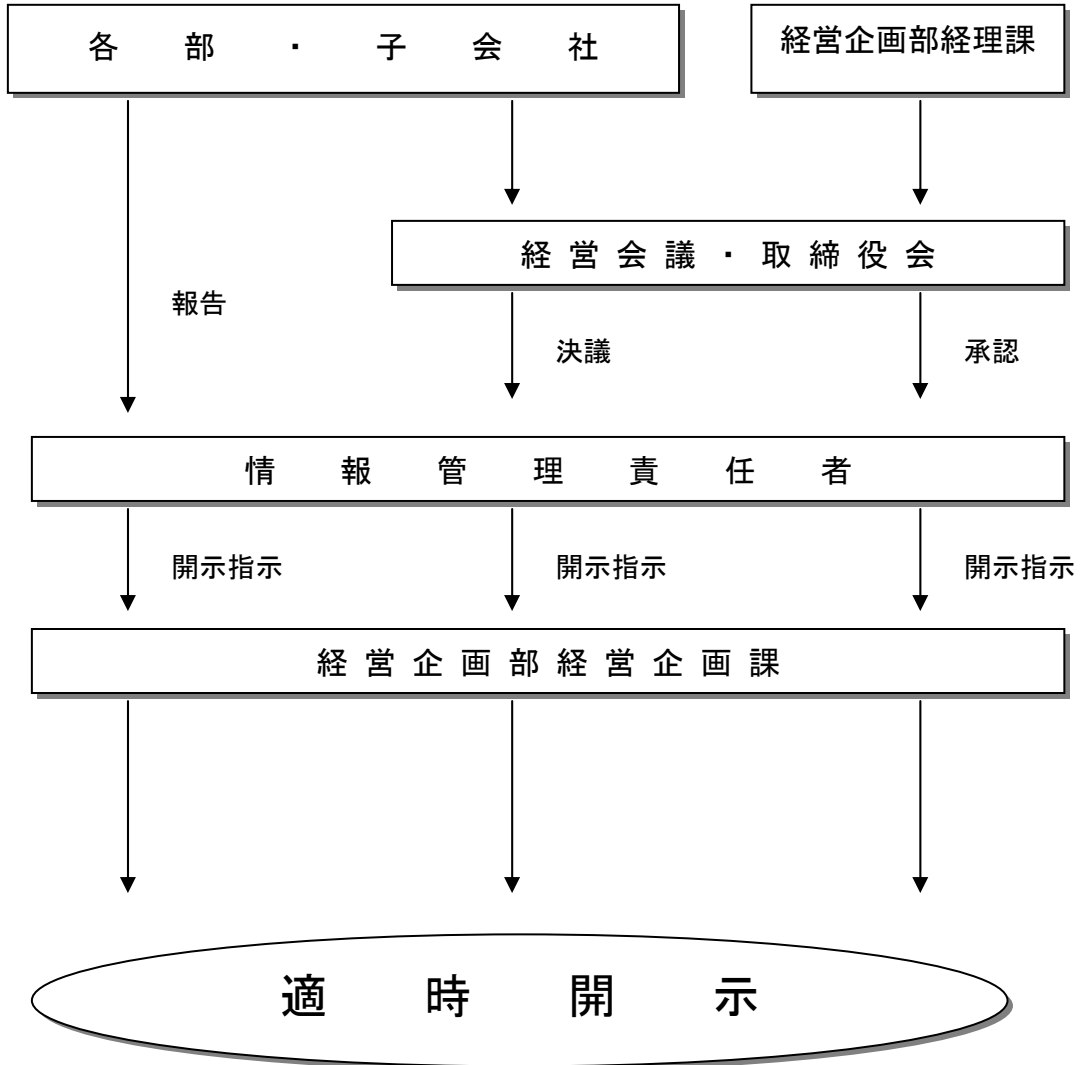 各部・子会社
経営企画部経理課
経営会議・取締役会
報告
決議
承認
情報管理責任者
開示指示
開示指示
開示指示
経営企画部経営企画課
適時開示